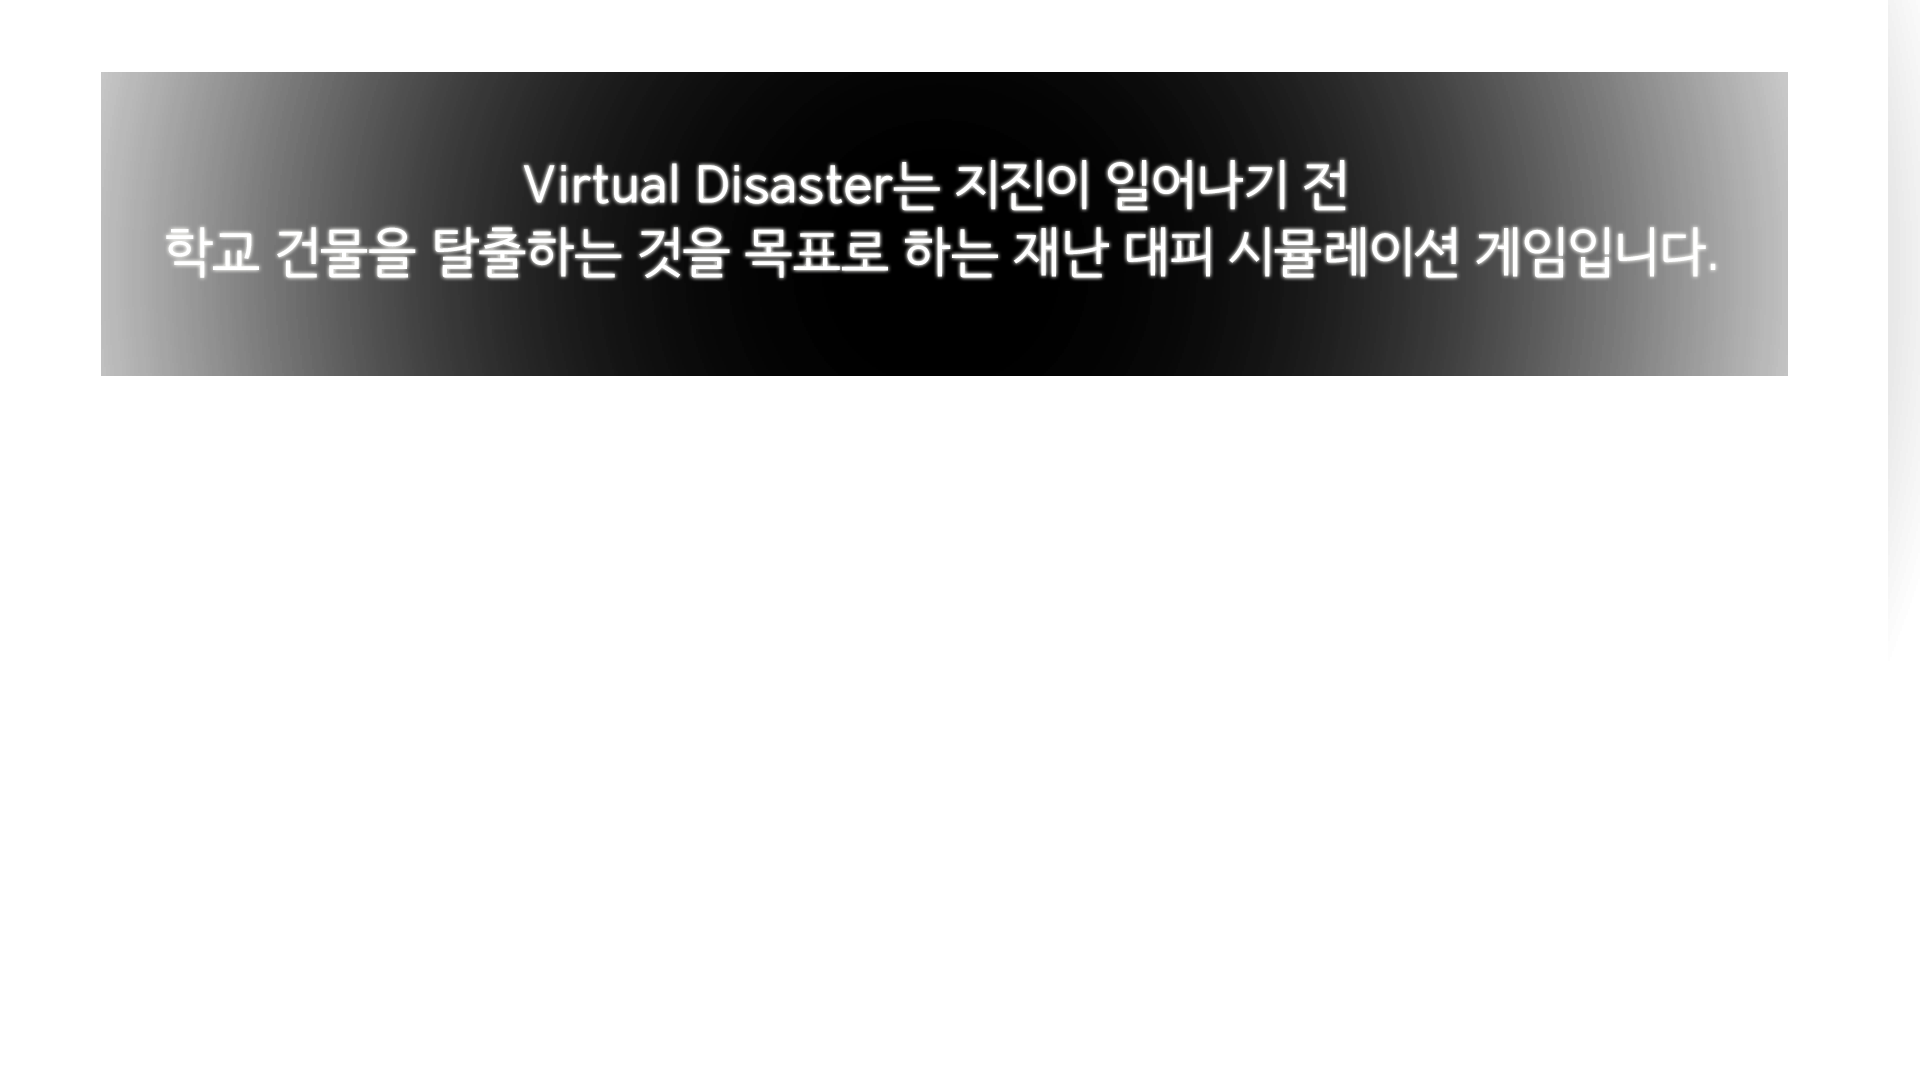 Virtual Disaster는 지진이 일어나기 전
학교 건물을 탈출하는 것을 목표로 하는 재난 대피 시뮬레이션 게임입니다.